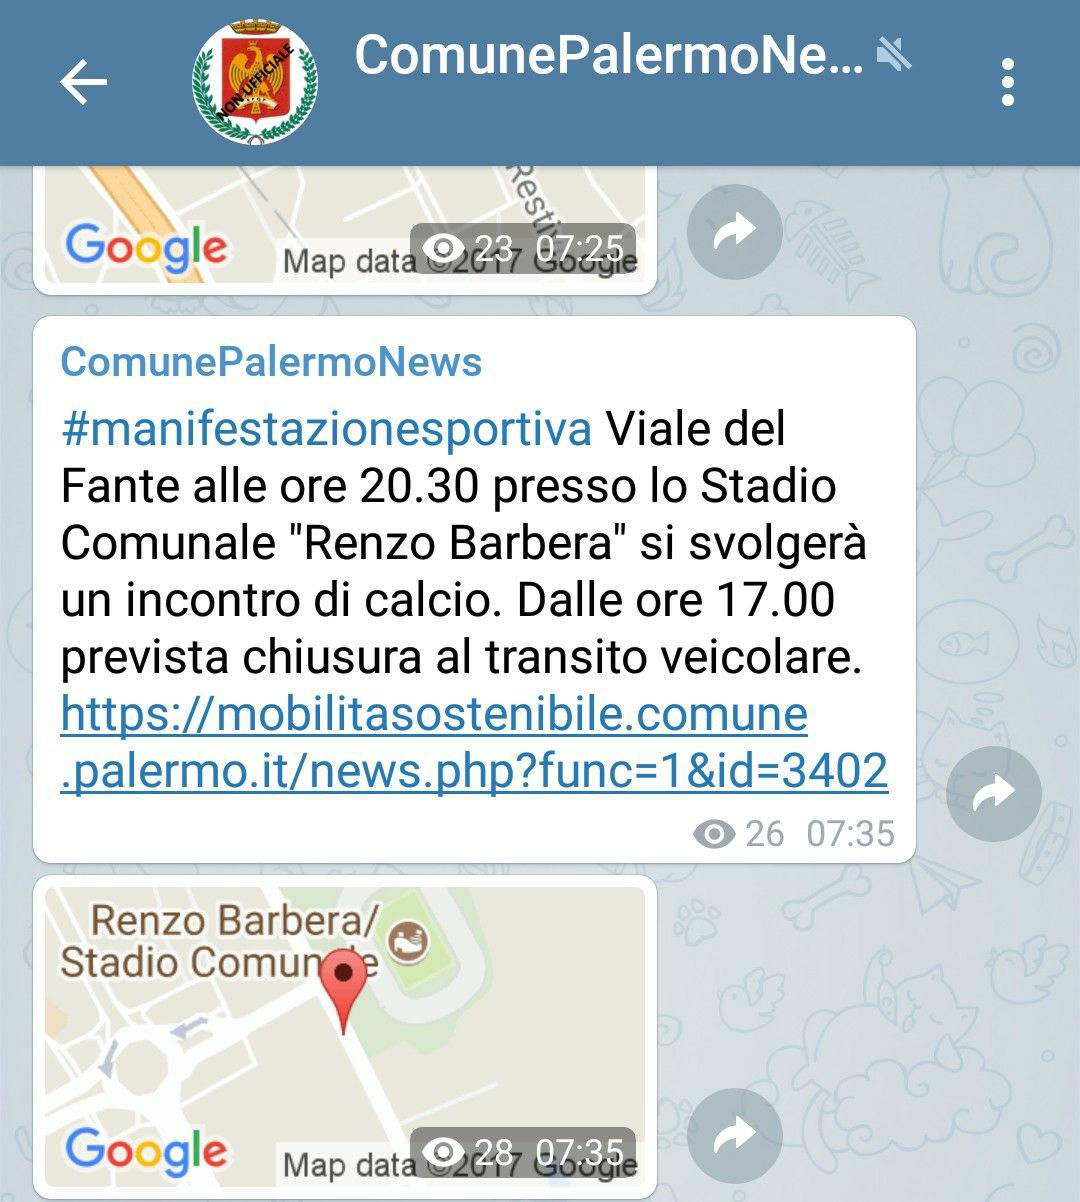 ComunePalermoNe...
NON UFFICIALE
Google
Map data ©2017 Google
23 07:25
ComunePalermoNews
#manifestazionesportiva Viale del
Fante alle ore 20.30 presso lo Stadio
Comunale "Renzo Barbera" si svolgerà
un incontro di calcio. Dalle ore 17.00
prevista chiusura al transito veicolare.
https://mobilitasostenibile.comune
.palermo.it/news.php?func=1&id=3402
26 07:35
Renzo Barbera/
Stadio Comunale
Google
Map data ©2017 Google
28 07:35